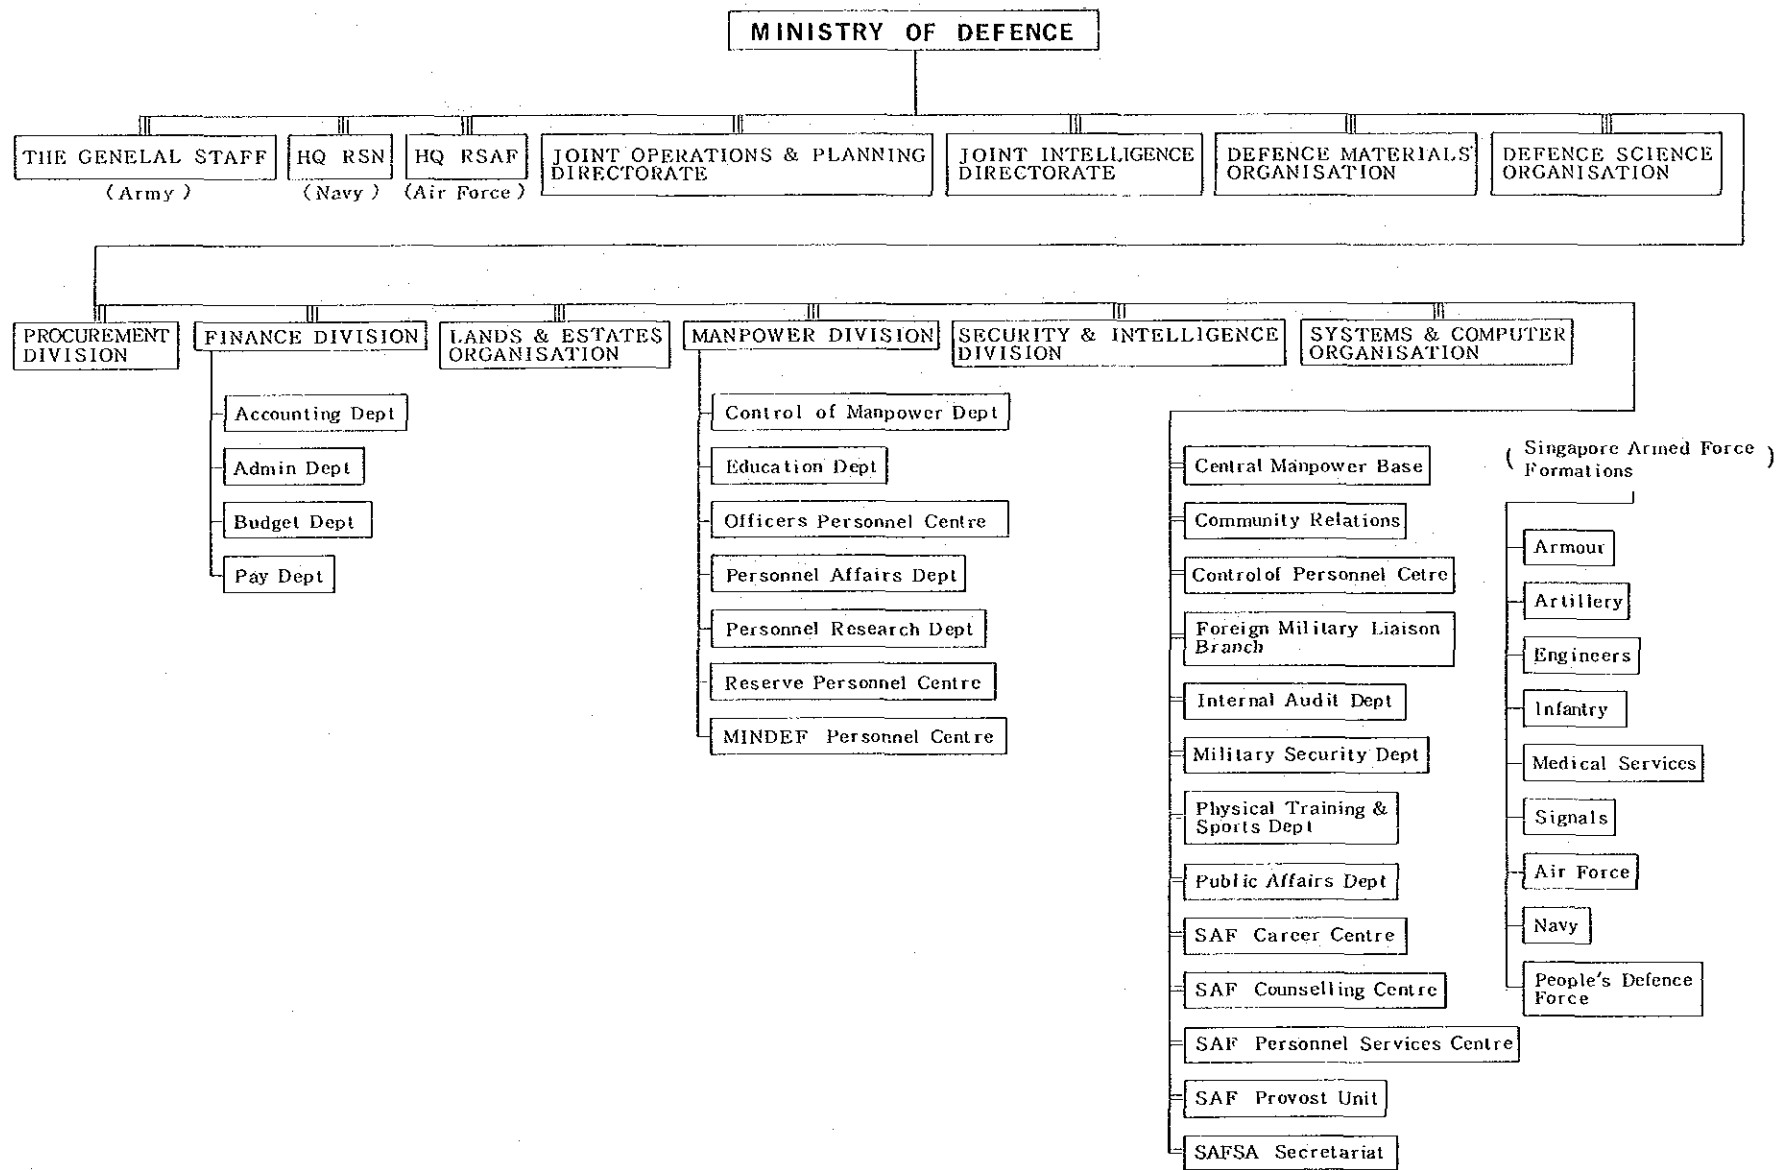 MINISTRY OF DEFENCE
THE GENELAL STAFF
(Army)
HQ RSN
(Navy)
HQ RSAF
(Air Force)
JOINT OPERATIONS & PLANNING
DIRECTORATE
JOINT INTELLIGENCE
DIRECTORATE
DEFENCE MATERIALS
ORGANISATION
DEFENCE SCIENCE
ORGANISATION
PROCUREMENT
DIVISION
FINANCE DIVISION
LANDS & ESTATES
ORGANISATION
MANPOWER DIVISION
SECURITY & INTELLIGENCE
DIVISION
SYSTEMS & COMPUTER
ORGANISATION
Accounting Dept
Admin Dept
Budget Dept
Pay Dept
Control of Manpower Dept
Education Dept
Officers Personnel Centre
Personnel Affairs Dept
Personnel Research Dept
Reserve Personnel Centre
MINDEF Personnel Centre
Central Manpower Base
Community Relations
Controlof Personnel Cetre
Foreign Military Liaison
Branch
Internal Audit Dept
Military Security Dept
Physical Training &
Sports Dept
Public Affairs Dept
SAF Career Centre
SAF Counselling Centre
SAF Personnel Services Centre
SAF Provost Unit
SAFSA Secretariat
(Singapore Armed Force
Formations)
Armour
Artillery
Engineers
Infantry
Medical Services
Signals
Air Force
Navy
People's Defence
Force